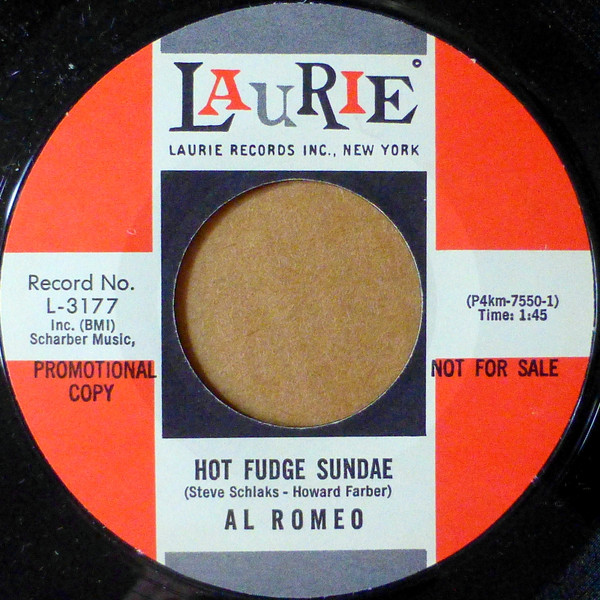 LAURIE°
LAURIE RECORDS INC., NEW YORK
Record No.
L-3177
Inc. (BMI)
Scharber Music,
PROMOTIONAL
COPY
(P4km-7550-1)
Time: 1:45
NOT FOR SALE
HOT FUDGE SUNDAE
(Steve Schlaks - Howard Farber)
AL ROMEO